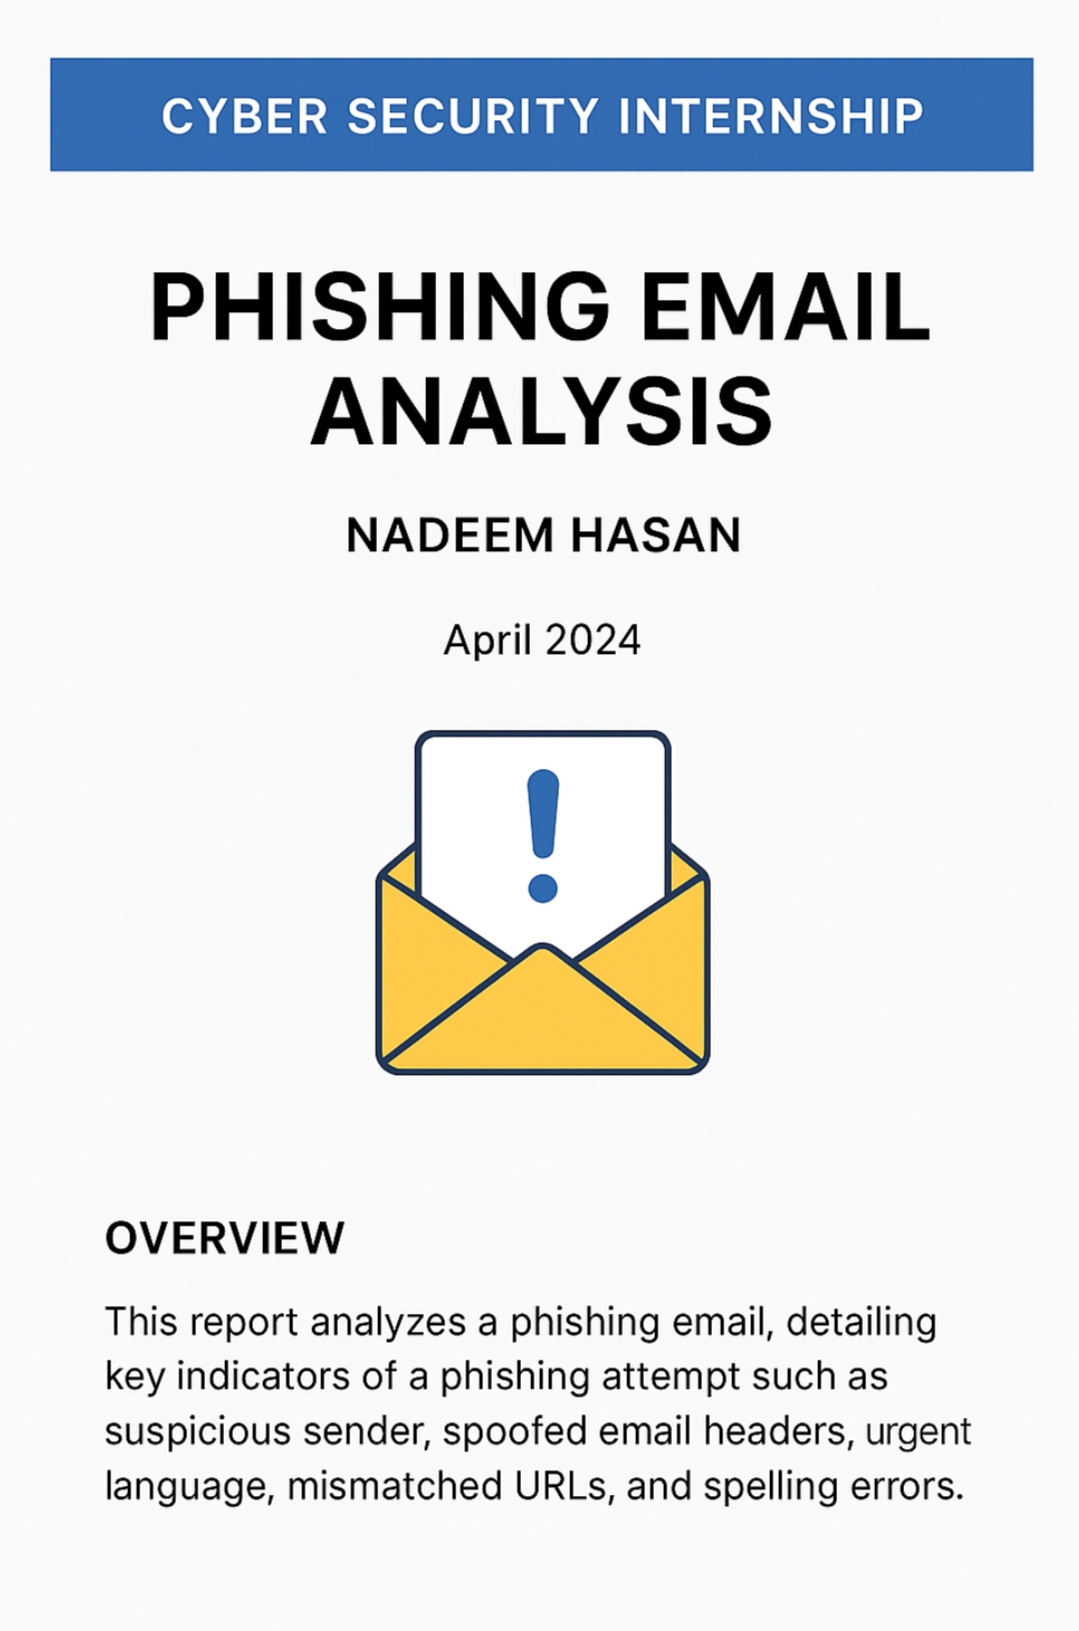 CYBER SECURITY INTERNSHIP
PHISHING EMAIL
ANALYSIS
NADEEM HASAN
April 2024
!
OVERVIEW
This report analyzes a phishing email, detailing
key indicators of a phishing attempt such as
suspicious sender, spoofed email headers, urgent
language, mismatched URLs, and spelling errors.